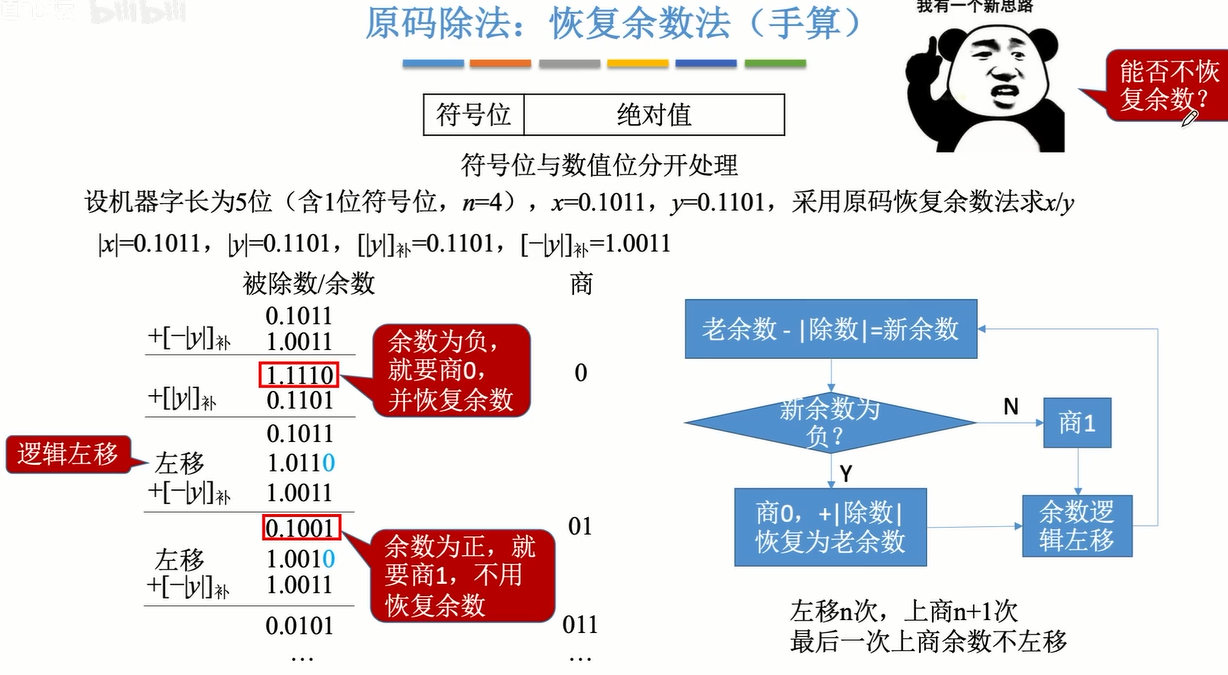 bilibili
我有一个新思路
原码除法：恢复余数法（手算）
能否不恢
复余数？
符号位 绝对值
符号位与数值位分开处理
设机器字长为5位（含1位符号位，n=4），x=0.1011，y=0.1101，采用原码恢复余数法求x/y
|x|=0.1011，|y|=0.1101，[|y|]补=0.1101，[−|y|]补=1.0011
被除数/余数 商
0.1011
+[−|y|]补 1.0011
1.1110 0
+[|y|]补 0.1101
0.1011
左移 1.0110
+[−|y|]补 1.0011
0.1001 01
左移 1.0010
+[−|y|]补 1.0011
0.0101 011
… …
逻辑左移
余数为负，
就要商0，
并恢复余数
余数为正，就
要商1，不用
恢复余数
老余数 - |除数|=新余数
新余数为
负？
N
商1
Y
商0，+|除数|
恢复为老余数
余数逻
辑左移
左移n次，上商n+1次
最后一次上商余数不左移